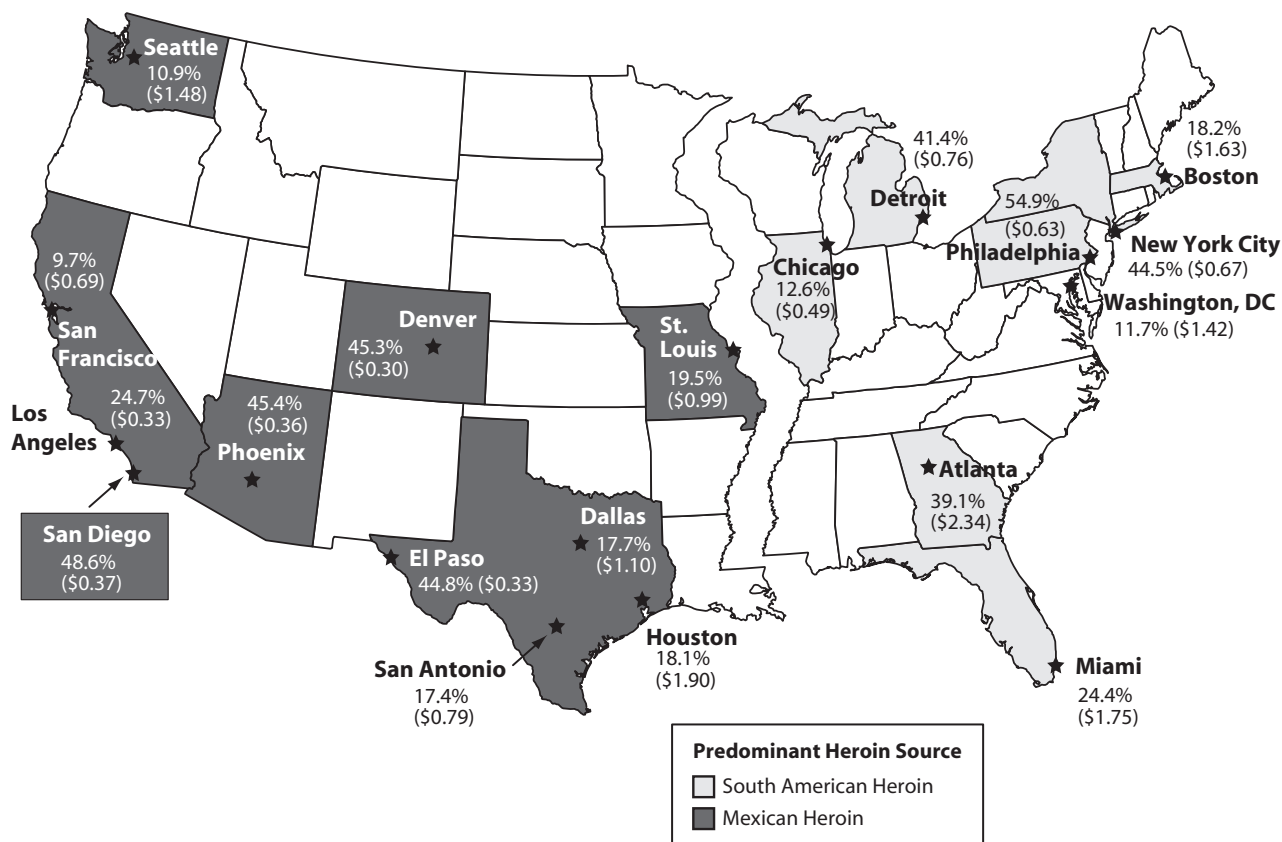 Seattle
10.9%
($1.48)
41.4%
($0.76)
Detroit
18.2%
($1.63)
Boston
54.9%
($0.63)
Philadelphia
New York City
44.5% ($0.67)
Washington, DC
11.7% ($1.42)
Chicago
12.6%
($0.49)
9.7%
($0.69)
San
Francisco
Denver
45.3%
($0.30)
St.
Louis
19.5%
($0.99)
24.7%
($0.33)
Los
Angeles
45.4%
($0.36)
Phoenix
San Diego
48.6%
($0.37)
Atlanta
39.1%
($2.34)
Dallas
17.7%
($1.10)
El Paso
44.8% ($0.33)
Houston
18.1%
($1.90)
San Antonio
17.4%
($0.79)
Miami
24.4%
($1.75)
Predominant Heroin Source
South American Heroin
Mexican Heroin